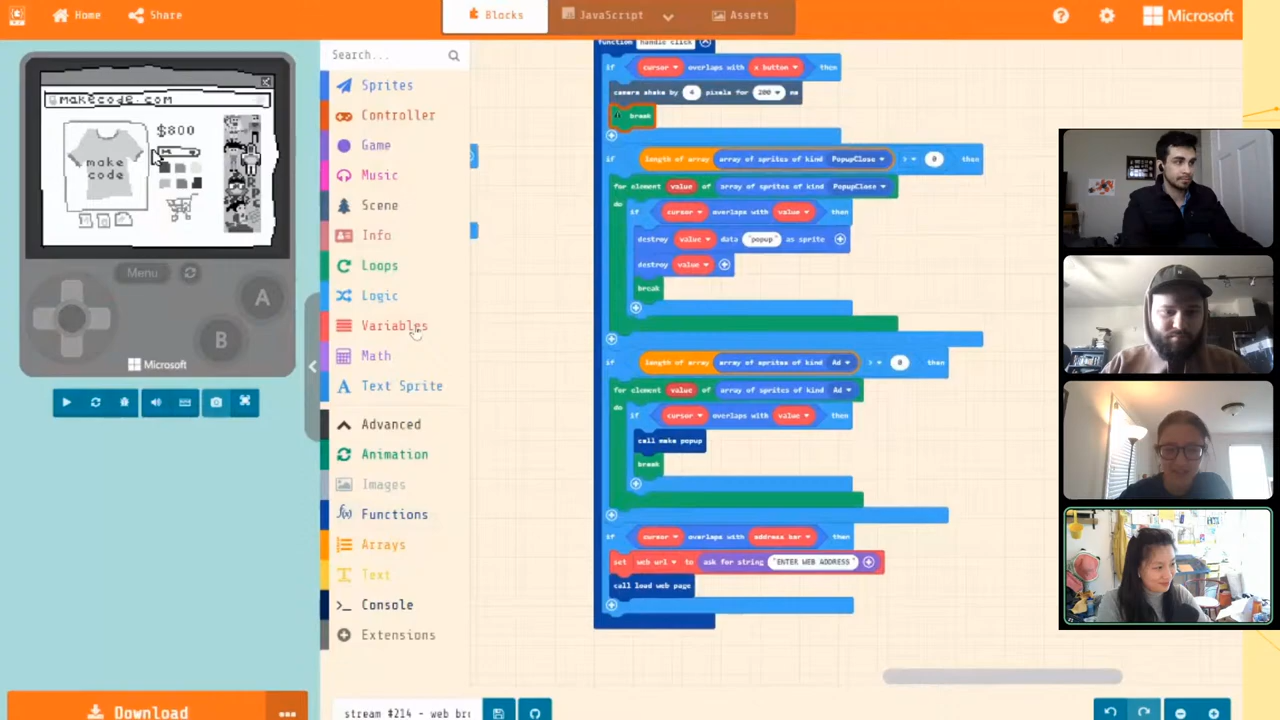 Home
Share
Blocks
JavaScript
Assets
Microsoft
makecode.com
$800
make
code
Menu
A
B
Microsoft
Download
Search...
Sprites
Controller
Game
Music
Scene
Info
Loops
Logic
Variables
Math
Text Sprite
Advanced
Animation
Images
Functions
Arrays
Text
Console
Extensions
function handle click
if cursor overlaps with x button then
camera shake by 4 pixels for 200 ms
break
if length of array array of sprites of kind PopupClose > 0 then
for element value of array of sprites of kind PopupClose
do if cursor overlaps with value then
destroy value data "popup" as sprite
destroy value
break
if length of array array of sprites of kind Ad > 0 then
for element value of array of sprites of kind Ad
do if cursor overlaps with value then
call make popup
break
if cursor overlaps with address bar then
set web url to ask for string "ENTER WEB ADDRESS"
call load web page
stream #214 - web br